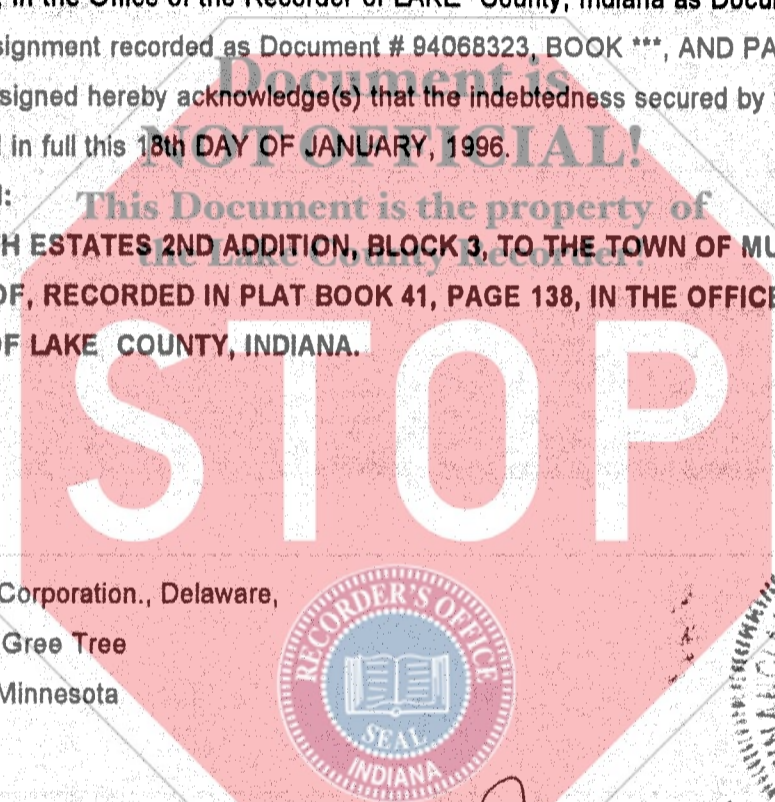 , in the Office of the Recorder of LAKE County, Indiana as Docu
signment recorded as Document # 94068323, BOOK ***, AND PA
Document is
signed hereby acknowledge(s) that the indebtedness secured by
in full this 18th DAY OF JANUARY, 1996.
NOT OFFICIAL!
This Document is the property of
H ESTATES 2ND ADDITION, BLOCK 3, TO THE TOWN OF MU
the Lake County Recorder!
OF, RECORDED IN PLAT BOOK 41, PAGE 138, IN THE OFFICE
OF LAKE COUNTY, INDIANA.
STOP
Corporation., Delaware,
Gree Tree
Minnesota
RECORDER'S OFFICE
SEAL
INDIANA